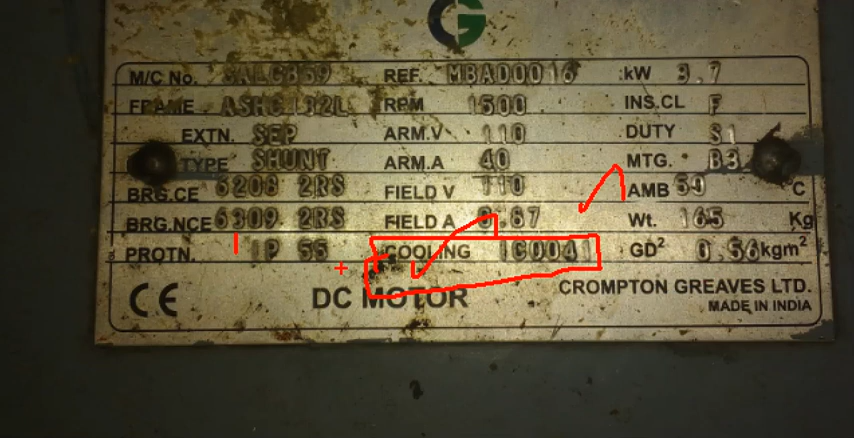 CG
M/C No. REF. MBAD0016 kW 3.7
FRAME ASHC132L RPM 1500 INS.CL F
EXTN. SEP ARM.V 110 DUTY S1
TYPE SHUNT ARM.A 40 MTG. B3
BRG.CE 6208 2RS FIELD V 110 AMB 50 C
BRG.NCE 6309 2RS FIELD A 0.87 Wt. 165 Kg
PROTN. IP 55 COOLING IC0041 GD² 0.56 kgm²
CE DC MOTOR CROMPTON GREAVES LTD.
MADE IN INDIA